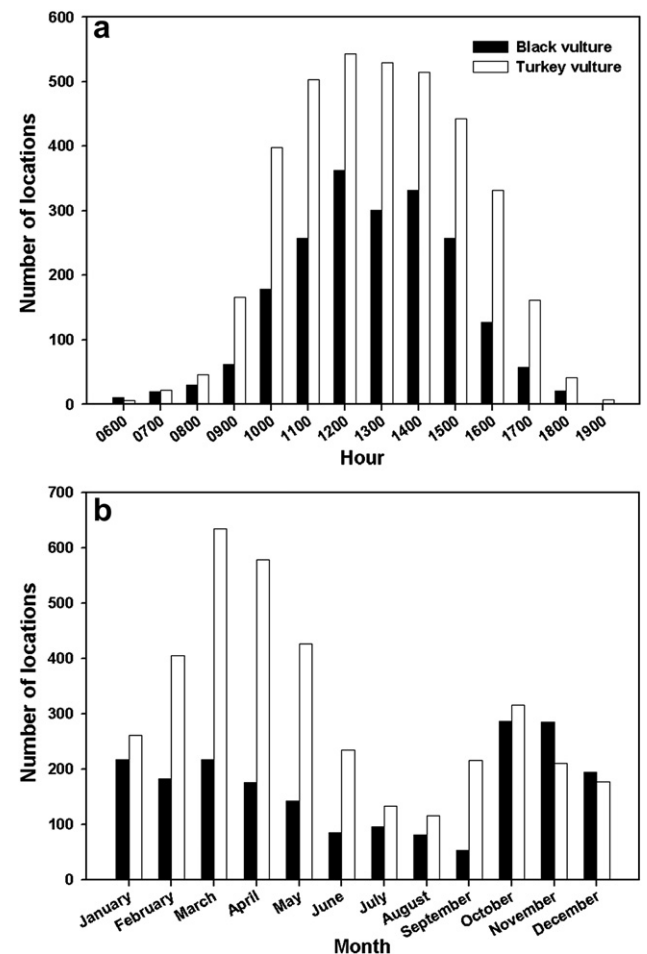 a
Black vulture
Turkey vulture
600
500
400
300
200
100
0
Number of locations
0600 0700 0800 0900 1000 1100 1200 1300 1400 1500 1600 1700 1800 1900
Hour
b
700
600
500
400
300
200
100
0
Number of locations
January February March April May June July August September October November December
Month